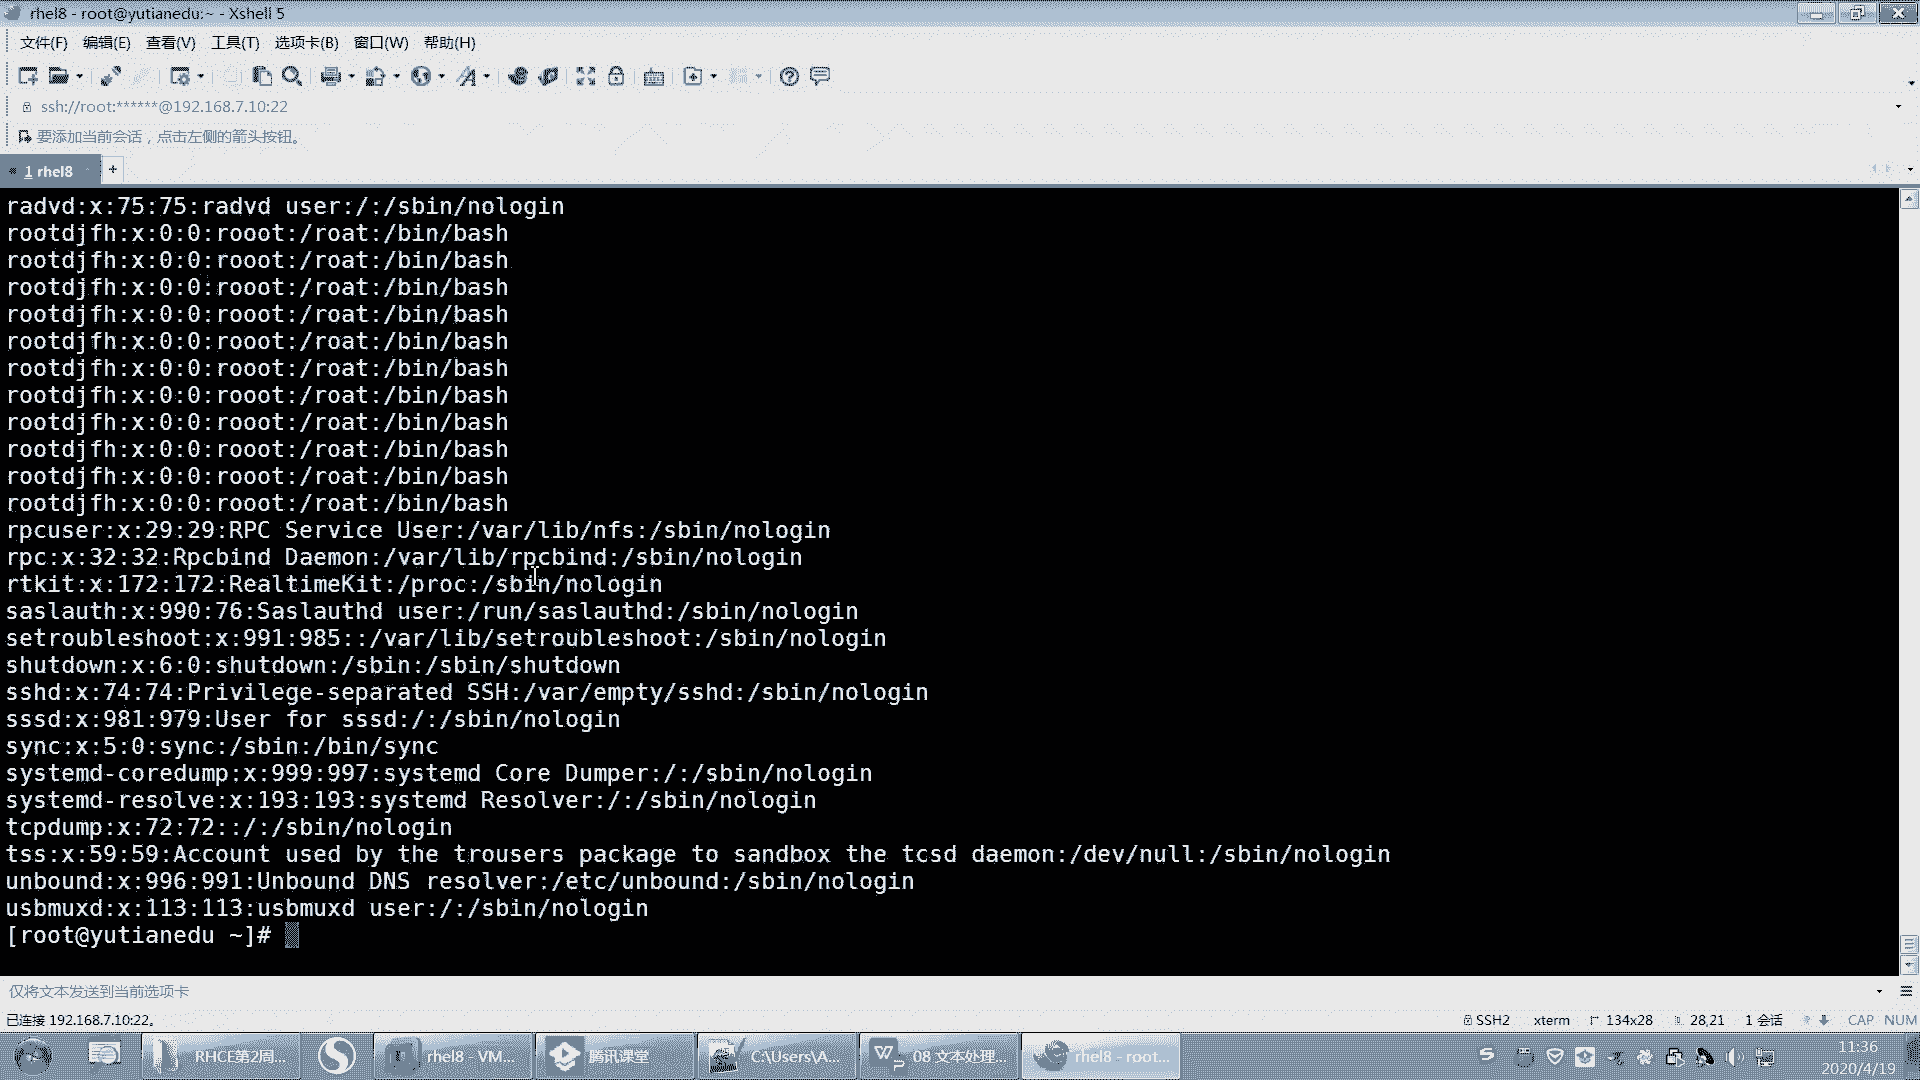 rhel8 - root@yutianedu:~ - Xshell 5
文件(F) 编辑(E) 查看(V) 工具(T) 选项卡(B) 窗口(W) 帮助(H)
ssh://root:******@192.168.7.10:22
要添加当前会话，点击左侧的箭头按钮。
1 rhel8 +
radvd:x:75:75:radvd user:/:/sbin/nologin
rootdjfh:x:0:0:rooot:/roat:/bin/bash
rootdjfh:x:0:0:rooot:/roat:/bin/bash
rootdjfh:x:0:0:rooot:/roat:/bin/bash
rootdjfh:x:0:0:rooot:/roat:/bin/bash
rootdjfh:x:0:0:rooot:/roat:/bin/bash
rootdjfh:x:0:0:rooot:/roat:/bin/bash
rootdjfh:x:0:0:rooot:/roat:/bin/bash
rootdjfh:x:0:0:rooot:/roat:/bin/bash
rootdjfh:x:0:0:rooot:/roat:/bin/bash
rootdjfh:x:0:0:rooot:/roat:/bin/bash
rootdjfh:x:0:0:rooot:/roat:/bin/bash
rpcuser:x:29:29:RPC Service User:/var/lib/nfs:/sbin/nologin
rpc:x:32:32:Rpcbind Daemon:/var/lib/rpcbind:/sbin/nologin
rtkit:x:172:172:RealtimeKit:/proc:/sbin/nologin
saslauth:x:990:76:Saslauthd user:/run/saslauthd:/sbin/nologin
setroubleshoot:x:991:985::/var/lib/setroubleshoot:/sbin/nologin
shutdown:x:6:0:shutdown:/sbin:/sbin/shutdown
sshd:x:74:74:Privilege-separated SSH:/var/empty/sshd:/sbin/nologin
sssd:x:981:979:User for sssd:/:/sbin/nologin
sync:x:5:0:sync:/sbin:/bin/sync
systemd-coredump:x:999:997:systemd Core Dumper:/:/sbin/nologin
systemd-resolve:x:193:193:systemd Resolver:/:/sbin/nologin
tcpdump:x:72:72::/:/sbin/nologin
tss:x:59:59:Account used by the trousers package to sandbox the tcsd daemon:/dev/null:/sbin/nologin
unbound:x:996:991:Unbound DNS resolver:/etc/unbound:/sbin/nologin
usbmuxd:x:113:113:usbmuxd user:/:/sbin/nologin
[root@yutianedu ~]#
仅将文本发送到当前选项卡
已连接 192.168.7.10:22。 SSH2 xterm 134x28 28,21 1 会话 CAP NUM
RHCE第2周... rhel8 - VM... 腾讯课堂 C:\Users\A... 08 文本处理... rhel8 - root... 11:36
2020/4/19